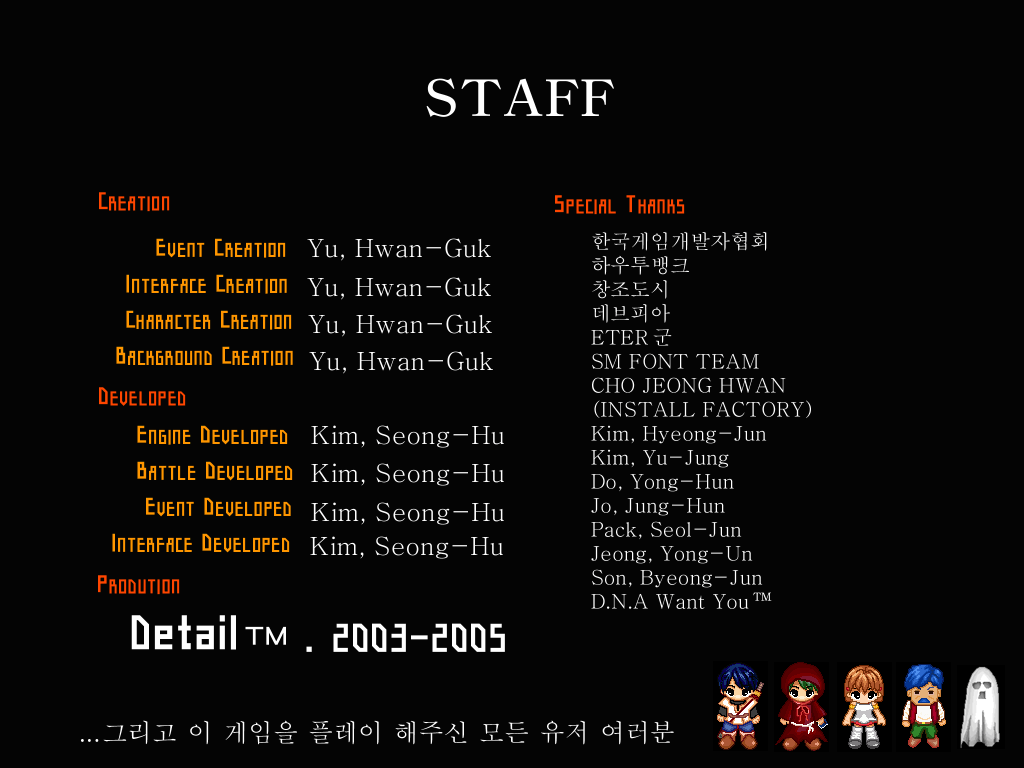 STAFF
CREATION
EVENT CREATION Yu, Hwan-Guk
INTERFACE CREATION Yu, Hwan-Guk
CHARACTER CREATION Yu, Hwan-Guk
BACKGROUND CREATION Yu, Hwan-Guk
DEVELOPED
ENGINE DEVELOPED Kim, Seong-Hu
BATTLE DEVELOPED Kim, Seong-Hu
EVENT DEVELOPED Kim, Seong-Hu
INTERFACE DEVELOPED Kim, Seong-Hu
PRODUTION
Detail™ . 2003-2005
SPECIAL THANKS
한국게임개발자협회
하우투뱅크
창조도시
데브피아
ETER군
SM FONT TEAM
CHO JEONG HWAN
(INSTALL FACTORY)
Kim, Hyeong-Jun
Kim, Yu-Jung
Do, Yong-Hun
Jo, Jung-Hun
Pack, Seol-Jun
Jeong, Yong-Un
Son, Byeong-Jun
D.N.A Want You™
...그리고 이 게임을 플레이 해주신 모든 유저 여러분